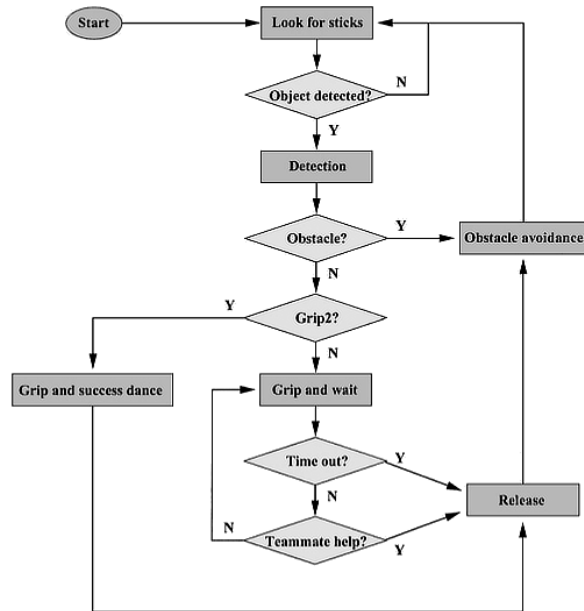 Start
Look for sticks
Object detected?
N
Y
Detection
Obstacle?
Y
Obstacle avoidance
N
Y
Grip2?
N
Grip and success dance
Grip and wait
Time out?
Y
N
Release
N
Teammate help?
Y